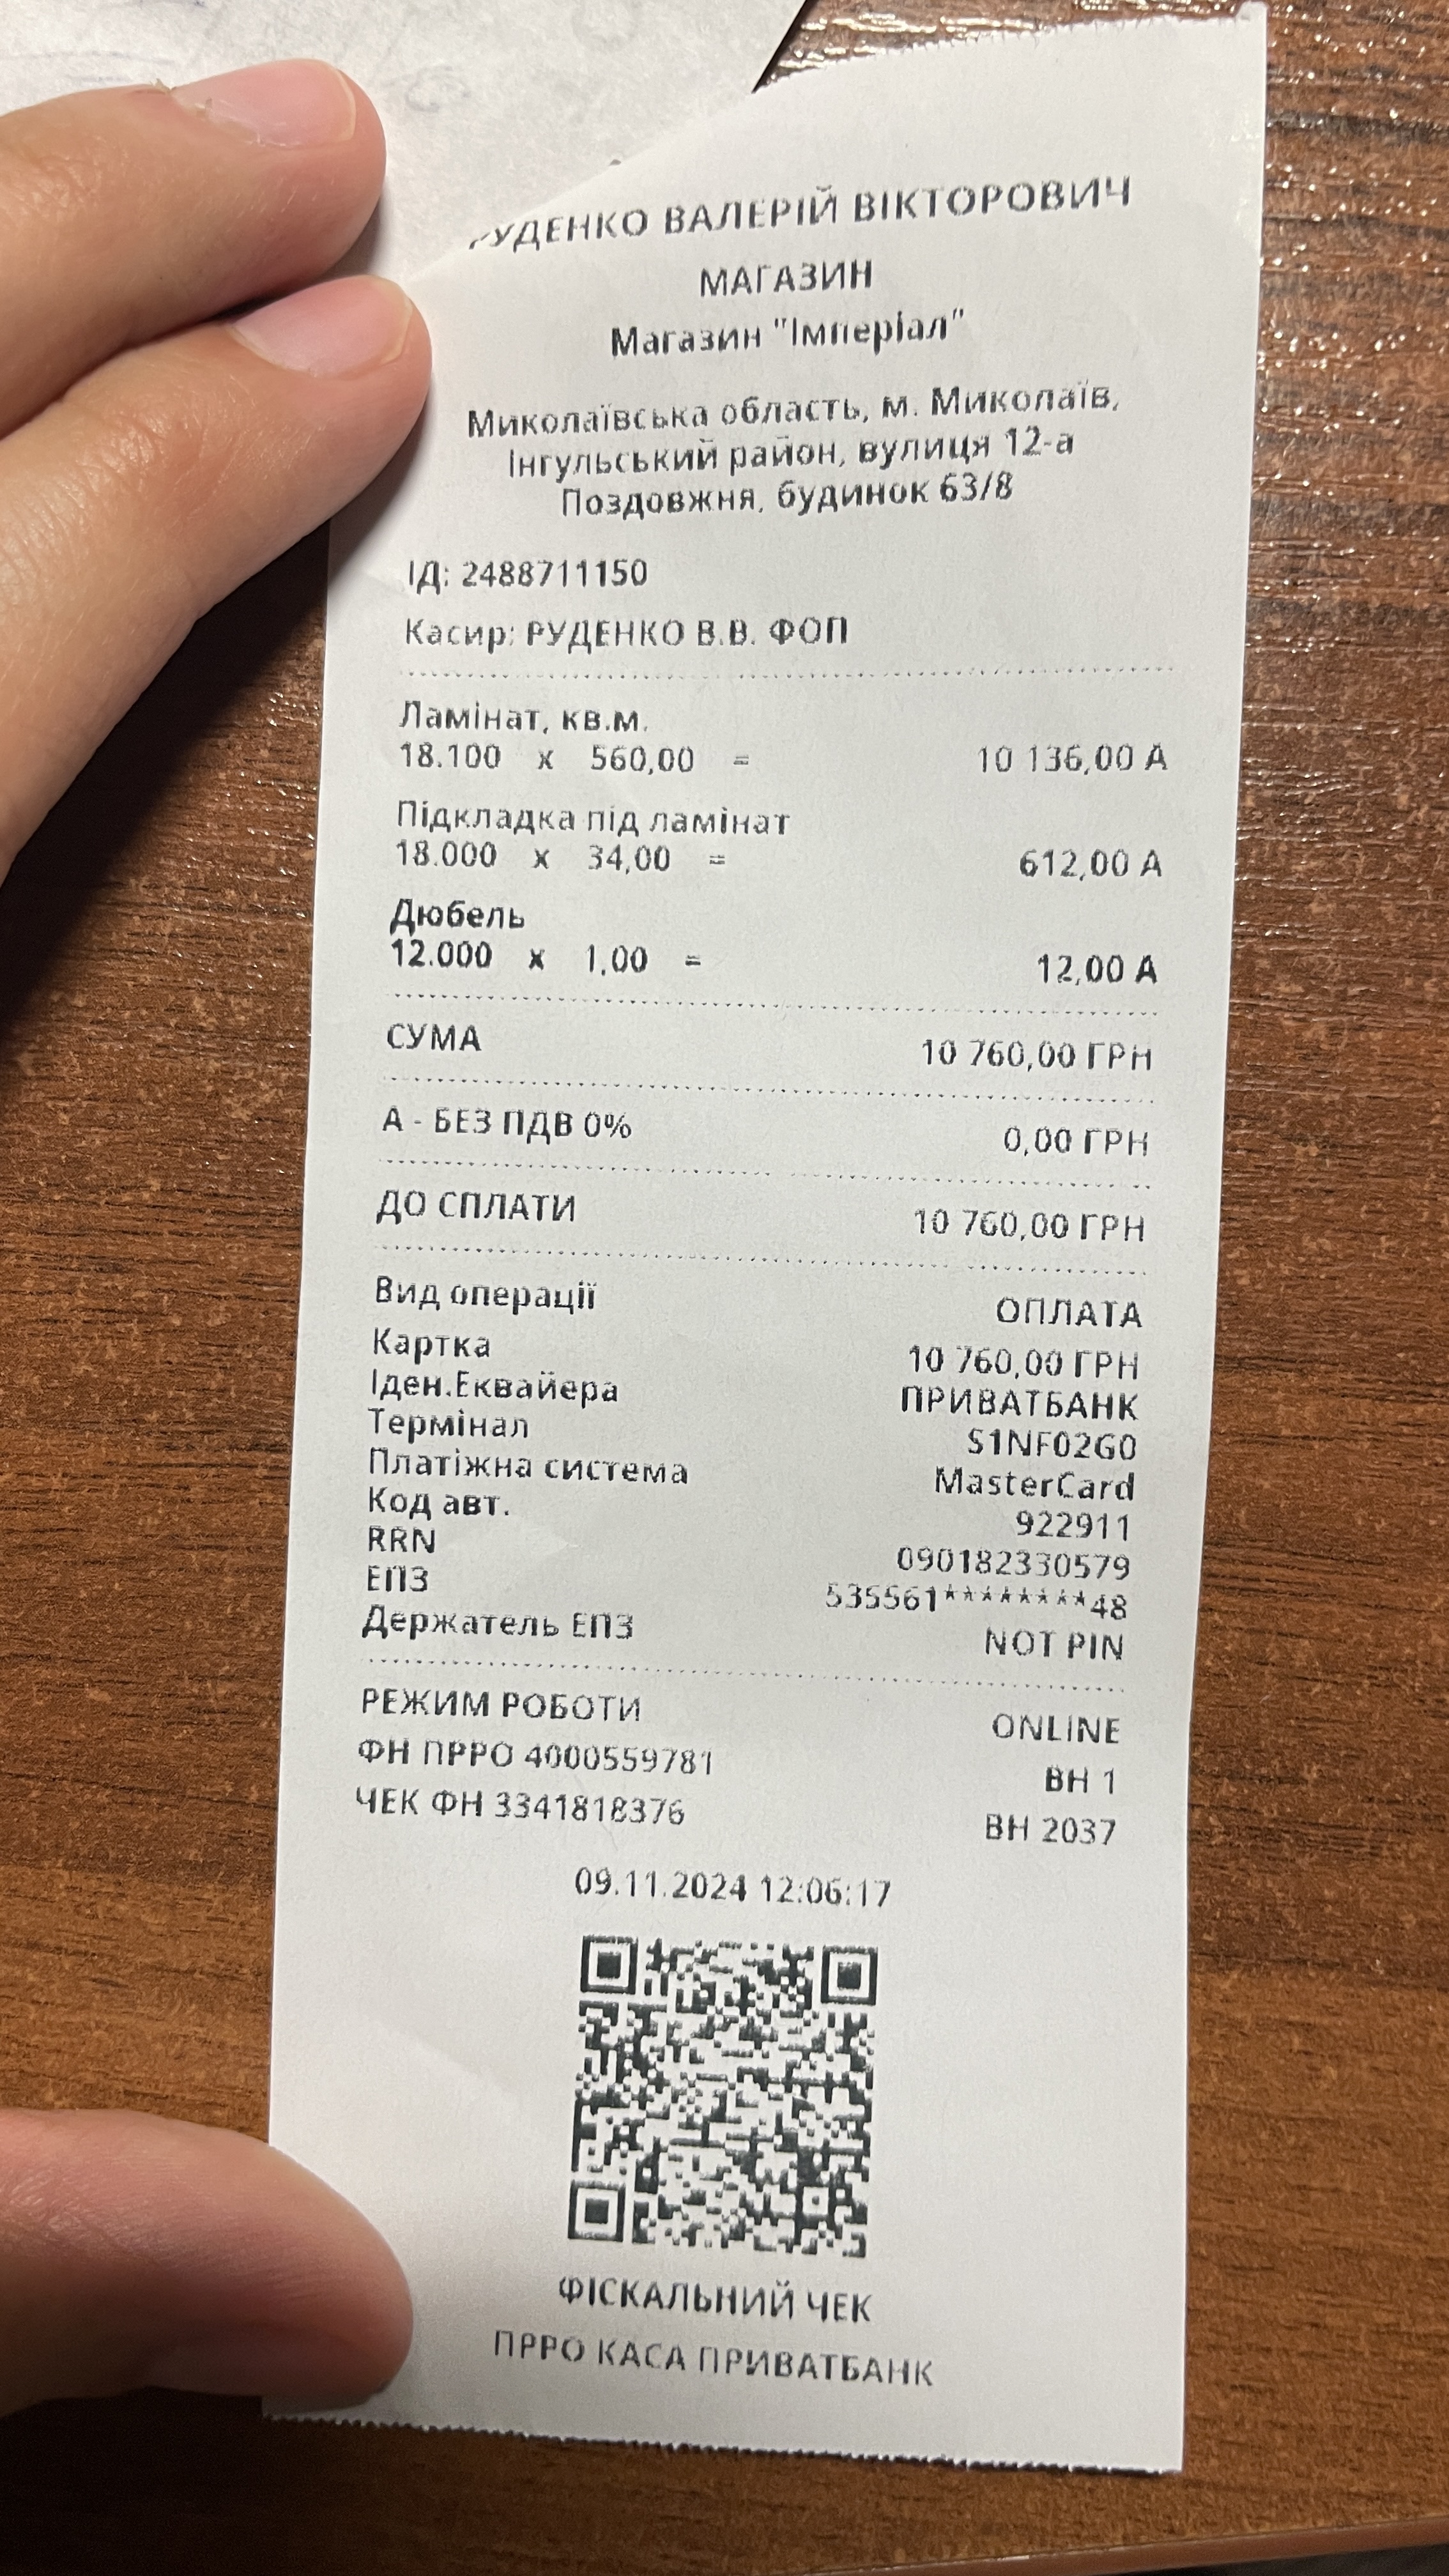 РУДЕНКО ВАЛЕРІЙ ВІКТОРОВИЧ
МАГАЗИН
Магазин "Імперіал"
Миколаївська область, м. Миколаїв,
Інгульський район, вулиця 12-а
Поздовжня, будинок 63/8
ІД: 2488711150
Касир: РУДЕНКО В.В. ФОП
Ламінат, кв.м.
18.100 x 560,00 = 10 136,00 А
Підкладка під ламінат
18.000 x 34,00 = 612,00 А
Дюбель
12.000 x 1,00 = 12,00 А
СУМА 10 760,00 ГРН
А - БЕЗ ПДВ 0% 0,00 ГРН
ДО СПЛАТИ 10 760,00 ГРН
Вид операції ОПЛАТА
Картка 10 760,00 ГРН
Іден.Еквайера ПРИВАТБАНК
Термінал S1NF02G0
Платіжна система MasterCard
Код авт. 922911
RRN 090182330579
ЕПЗ 535561********48
Держатель ЕПЗ NOT PIN
РЕЖИМ РОБОТИ ONLINE
ФН ПРРО 4000559781 ВН 1
ЧЕК ФН 3341818376 ВН 2037
09.11.2024 12:06:17
ФІСКАЛЬНИЙ ЧЕК
ПРРО КАСА ПРИВАТБАНК